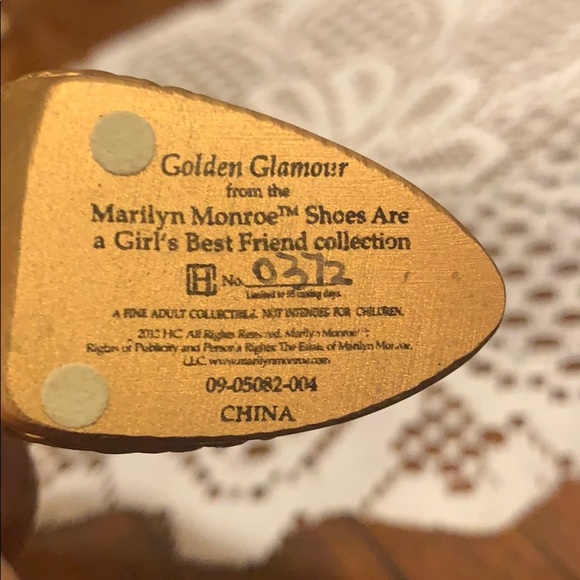 Golden Glamour
from the
Marilyn Monroe™ Shoes Are
a Girl's Best Friend collection
H No. 0372
Limited to 95 casting days.
A FINE ADULT COLLECTIBLE. NOT INTENDED FOR CHILDREN.
HC. All Rights Reserved. Marilyn Monroe™;
Rights of Publicity and Persona Rights: The Estate of Marilyn Monroe,
LLC. www.marilynmonroe.com
09-05082-004
CHINA